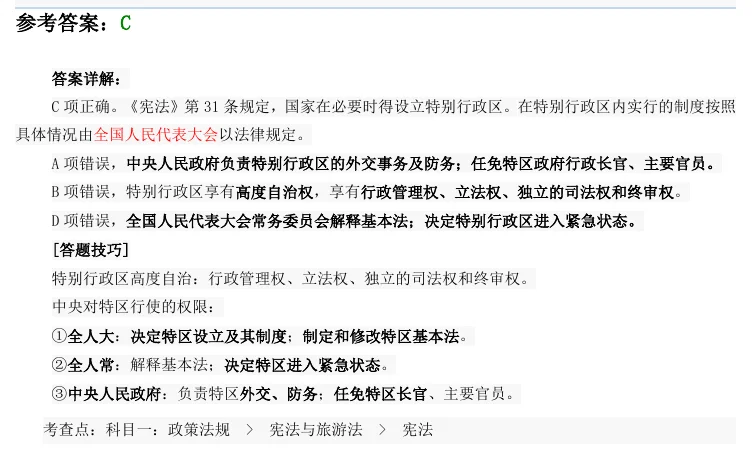 参考答案：C
答案详解：
C 项正确。《宪法》第 31 条规定，国家在必要时得设立特别行政区。在特别行政区内实行的制度按照
具体情况由全国人民代表大会以法律规定。
A 项错误，中央人民政府负责特别行政区的外交事务及防务；任免特区政府行政长官、主要官员。
B 项错误，特别行政区享有高度自治权，享有行政管理权、立法权、独立的司法权和终审权。
D 项错误，全国人民代表大会常务委员会解释基本法；决定特别行政区进入紧急状态。
[答题技巧]
特别行政区高度自治：行政管理权、立法权、独立的司法权和终审权。
中央对特区行使的权限：
①全人大：决定特区设立及其制度；制定和修改特区基本法。
②全人常：解释基本法；决定特区进入紧急状态。
③中央人民政府：负责特区外交、防务；任免特区长官、主要官员。
考查点：科目一：政策法规 > 宪法与旅游法 > 宪法